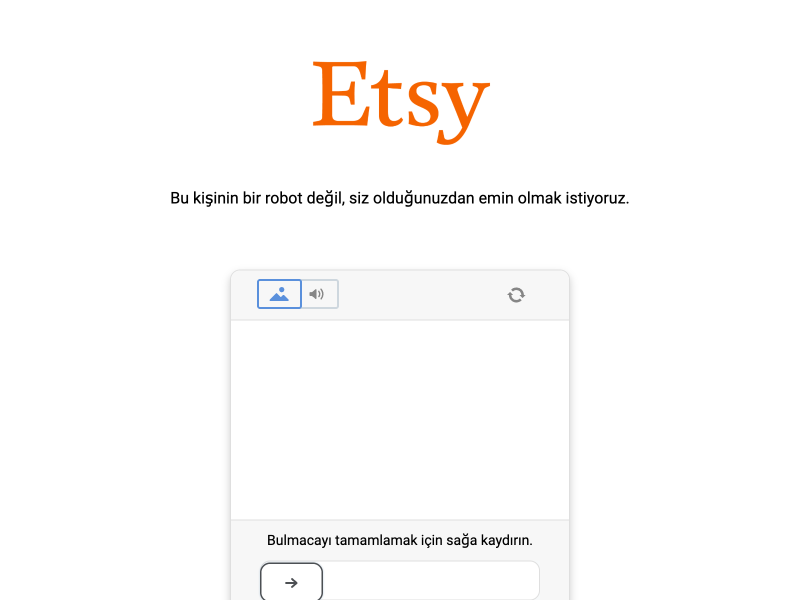 Etsy
Bu kişinin bir robot değil, siz olduğunuzdan emin olmak istiyoruz.
Bulmacayı tamamlamak için sağa kaydırın.